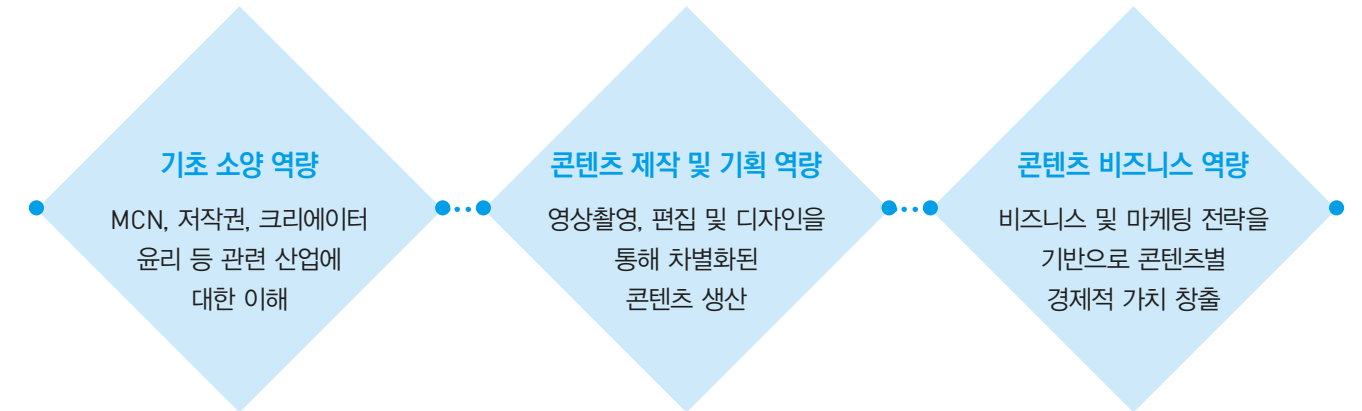 기초 소양 역량
MCN, 저작권, 크리에이터
윤리 등 관련 산업에
대한 이해
콘텐츠 제작 및 기획 역량
영상촬영, 편집 및 디자인을
통해 차별화된
콘텐츠 생산
콘텐츠 비즈니스 역량
비즈니스 및 마케팅 전략을
기반으로 콘텐츠별
경제적 가치 창출